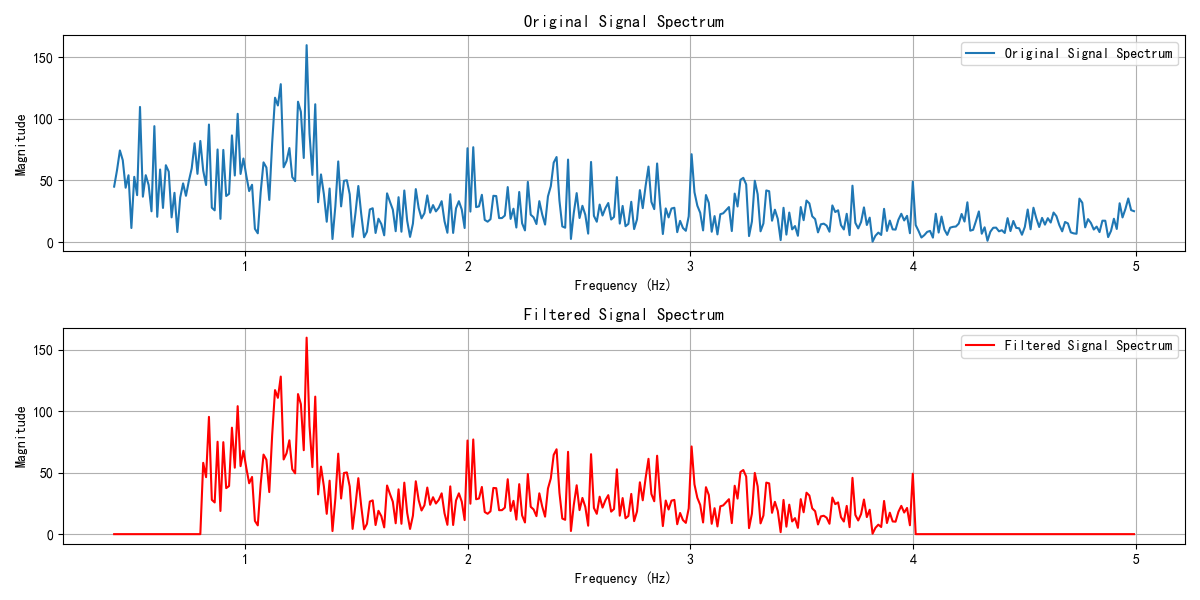 Original Signal Spectrum
150
100
50
0
Magnitude
Original Signal Spectrum
1
2
3
4
5
Frequency (Hz)
Filtered Signal Spectrum
150
100
50
0
Magnitude
Filtered Signal Spectrum
1
2
3
4
5
Frequency (Hz)